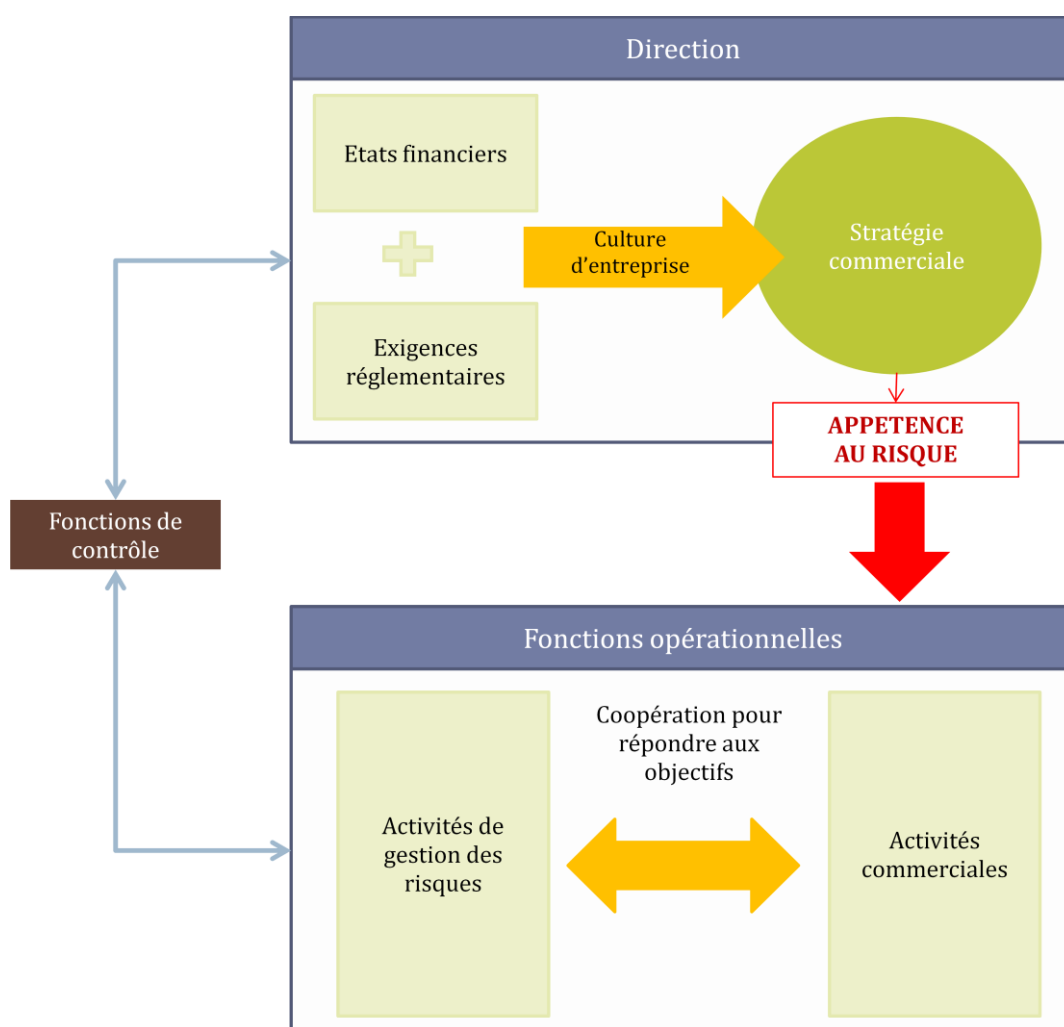 Direction
Etats financiers
Culture
d’entreprise
Stratégie
commerciale
Exigences
réglementaires
APPETENCE
AU RISQUE
Fonctions de
contrôle
Fonctions opérationnelles
Coopération pour
répondre aux
objectifs
Activités de
gestion des
risques
Activités
commerciales